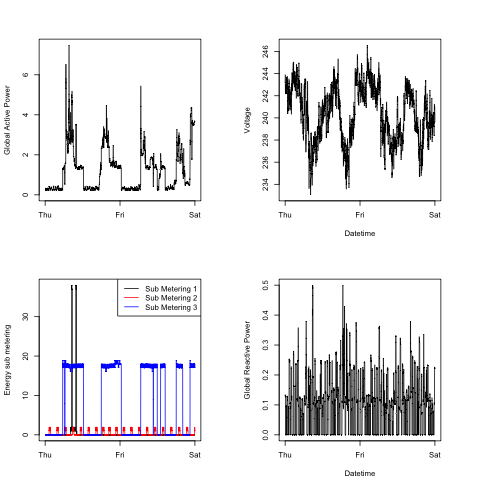 Global Active Power
6
4
2
0
Thu Fri Sat
Voltage
246
244
242
240
238
236
234
Thu Fri Sat
Datetime
Energy sub metering
30
20
10
0
Sub Metering 1
Sub Metering 2
Sub Metering 3
Thu Fri Sat
Global Reactive Power
0.5
0.4
0.3
0.2
0.1
0.0
Thu Fri Sat
Datetime